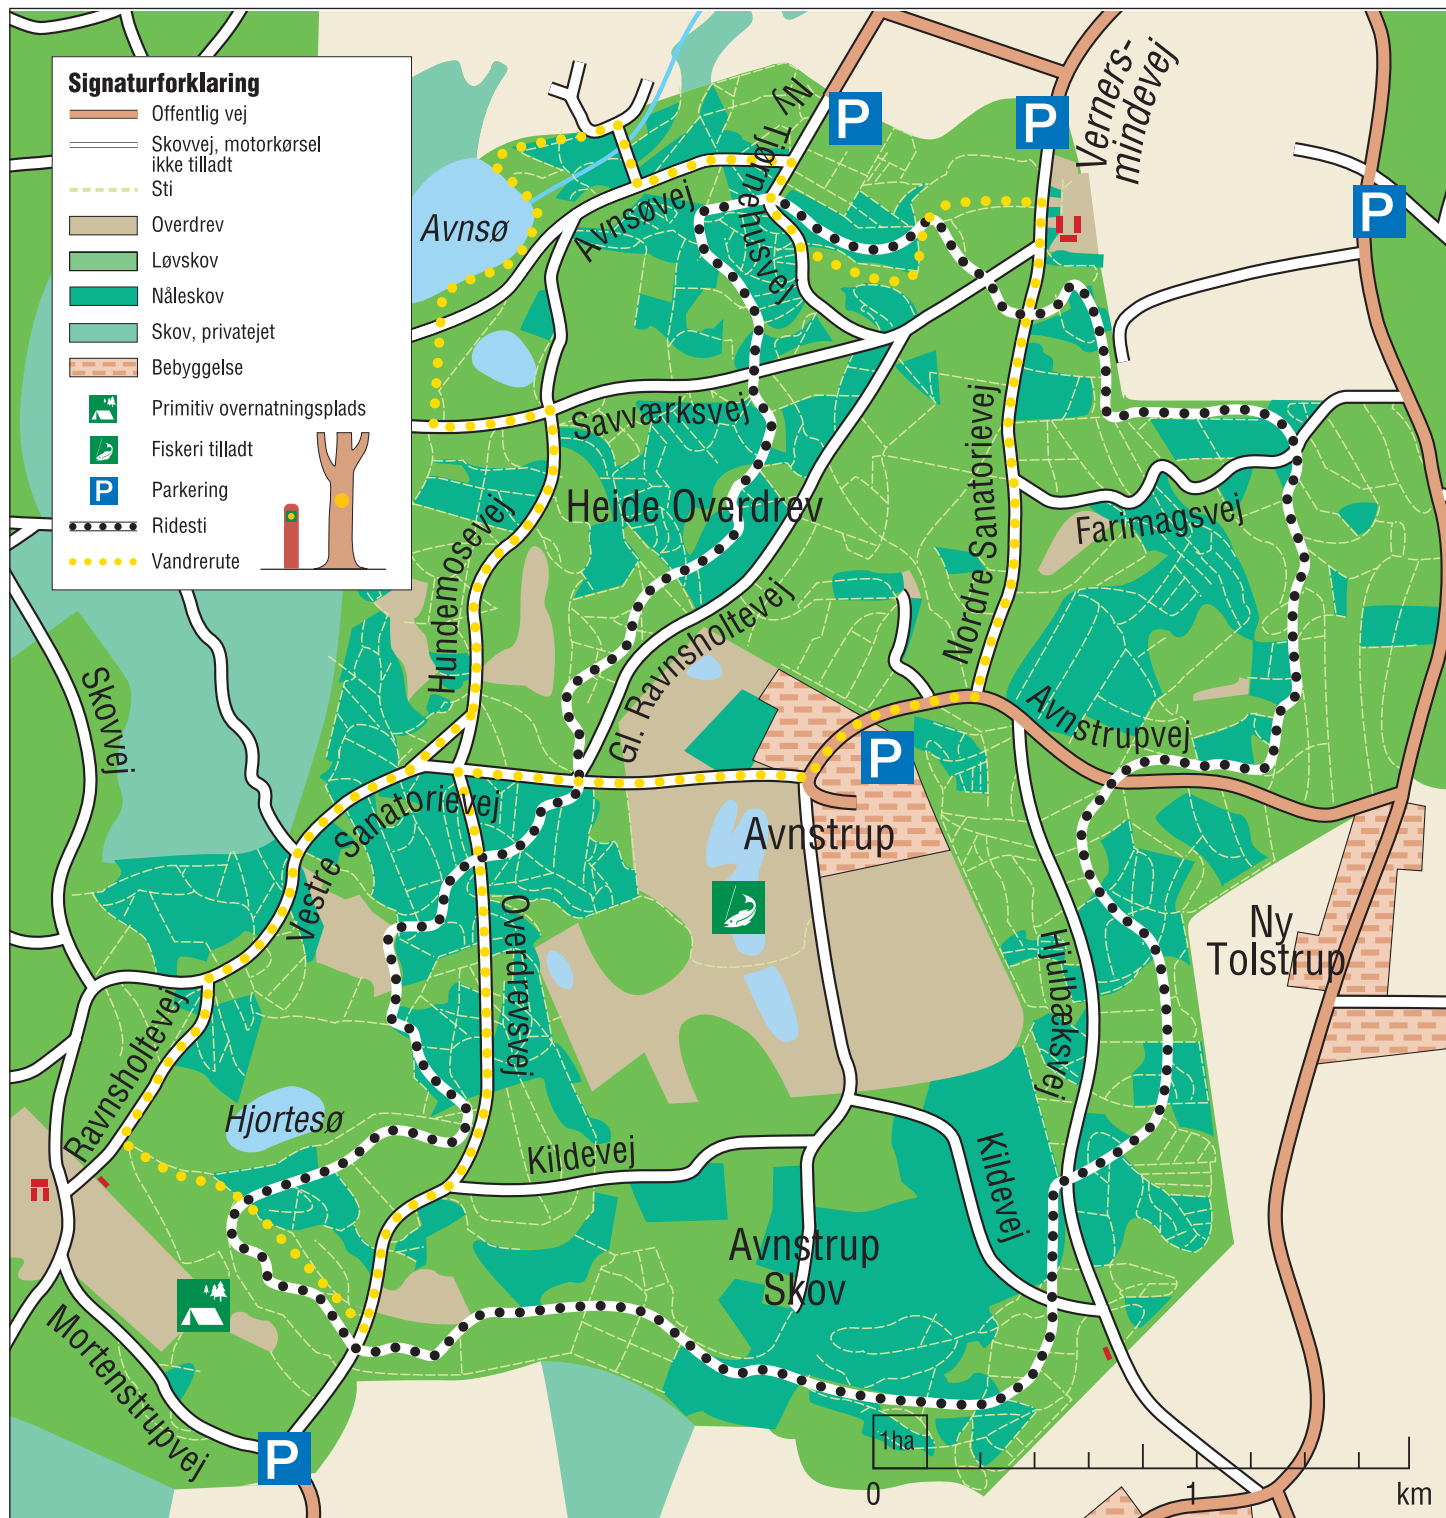 Signaturforklaring
Offentlig vej
Skovvej, motorkørsel
ikke tilladt
Sti
Overdrev
Løvskov
Nåleskov
Skov, privatejet
Bebyggelse
Primitiv overnatningsplads
Fiskeri tilladt
P Parkering
Ridesti
Vandrerute
P
P
P
Verners-
mindevej
Ny Tjørnehusvej
Avnsø
Avnsøvej
Savværksvej
Heide Overdrev
Hundemosevej
Nordre Sanatorievej
Farimagsvej
Gl. Ravnsholtevej
Skovvej
Avnstrupvej
P
Vestre Sanatorievej
Avnstrup
Overdrevsvej
Hjulbæksvej
Ny
Tolstrup
Ravnsholtevej
Hjortesø
Kildevej
Kildevej
Avnstrup
Skov
Mortenstrupvej
P
1ha
0
1
km